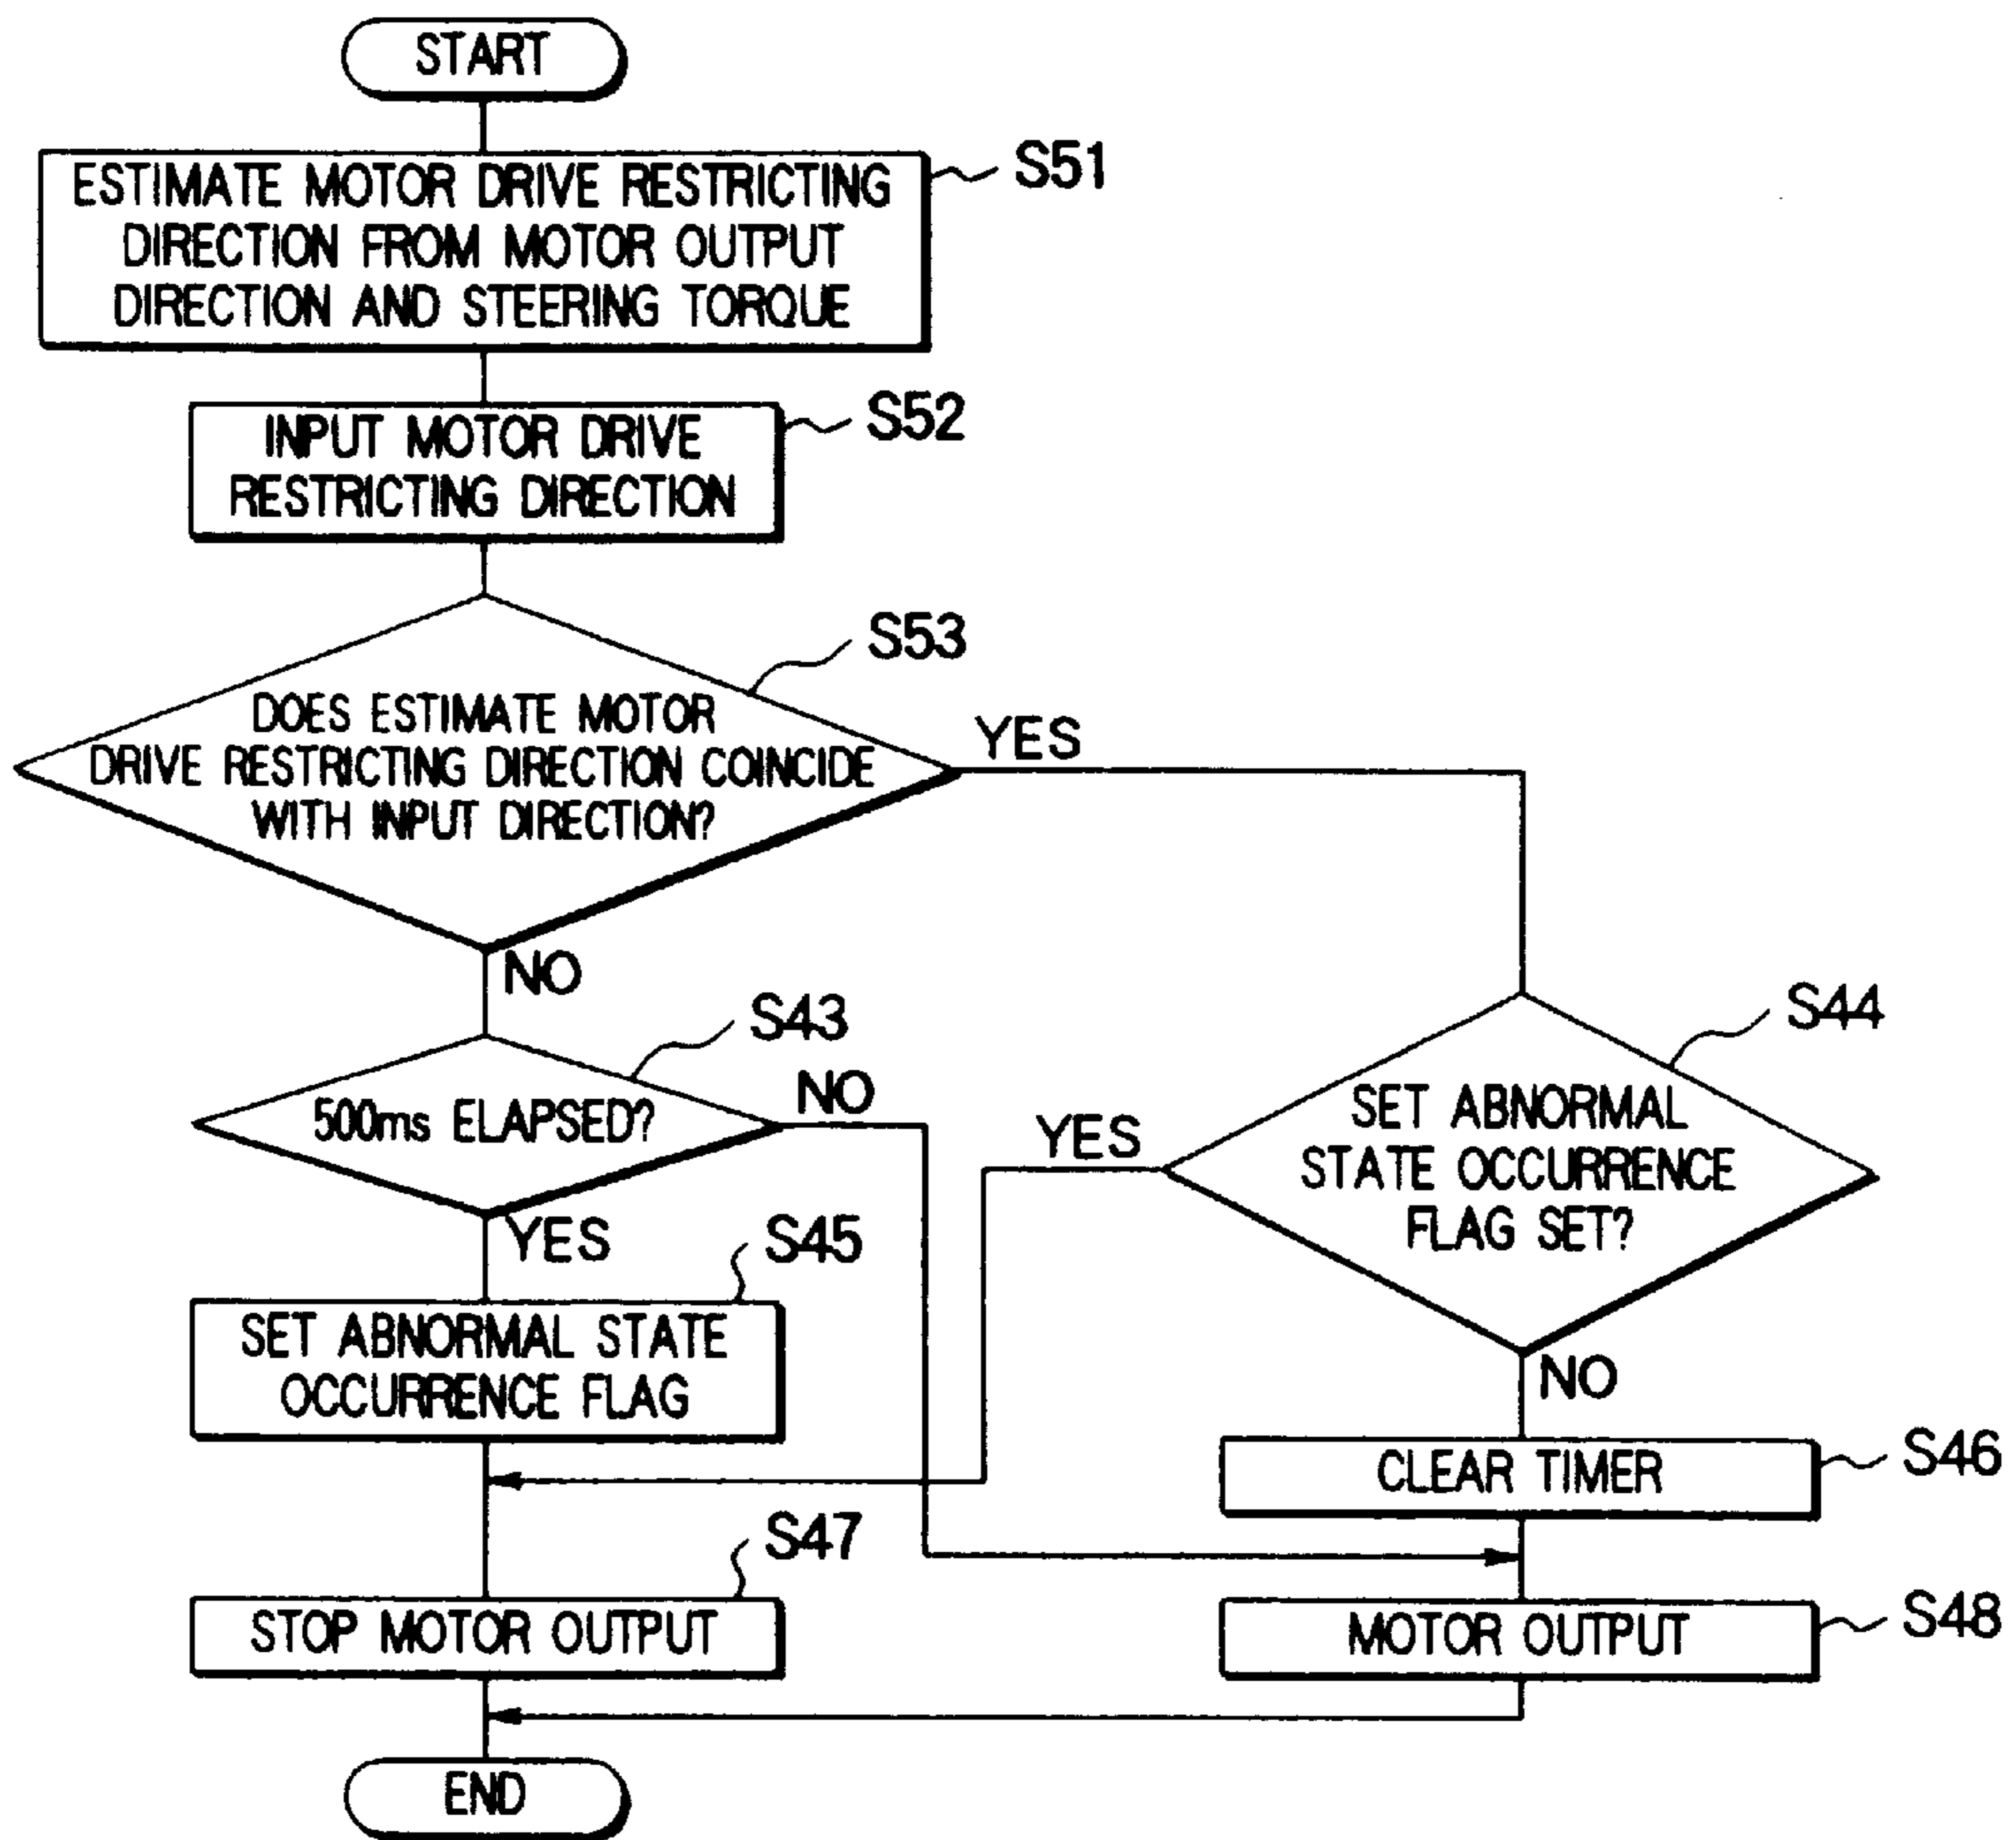 START
ESTIMATE MOTOR DRIVE RESTRICTING
DIRECTION FROM MOTOR OUTPUT
DIRECTION AND STEERING TORQUE
S51
INPUT MOTOR DRIVE
RESTRICTING DIRECTION
S52
S53
DOES ESTIMATE MOTOR
DRIVE RESTRICTING DIRECTION COINCIDE
WITH INPUT DIRECTION?
YES
NO
S43
500ms ELAPSED?
NO
YES
S44
SET ABNORMAL
STATE OCCURRENCE
FLAG SET?
YES
NO
S45
SET ABNORMAL STATE
OCCURRENCE FLAG
CLEAR TIMER
S46
S47
STOP MOTOR OUTPUT
MOTOR OUTPUT
S48
END